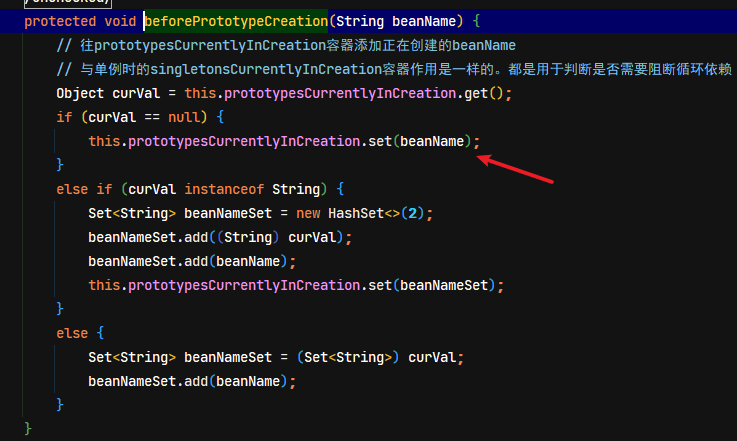 protected void beforePrototypeCreation(String beanName) {
// 往prototypesCurrentlyInCreation容器添加正在创建的beanName
// 与单例时的singletonsCurrentlyInCreation容器作用是一样的。都是用于判断是否需要阻断循环依赖
Object curVal = this.prototypesCurrentlyInCreation.get();
if (curVal == null) {
this.prototypesCurrentlyInCreation.set(beanName);
}
else if (curVal instanceof String) {
Set<String> beanNameSet = new HashSet<>(2);
beanNameSet.add((String) curVal);
beanNameSet.add(beanName);
this.prototypesCurrentlyInCreation.set(beanNameSet);
}
else {
Set<String> beanNameSet = (Set<String>) curVal;
beanNameSet.add(beanName);
}
}